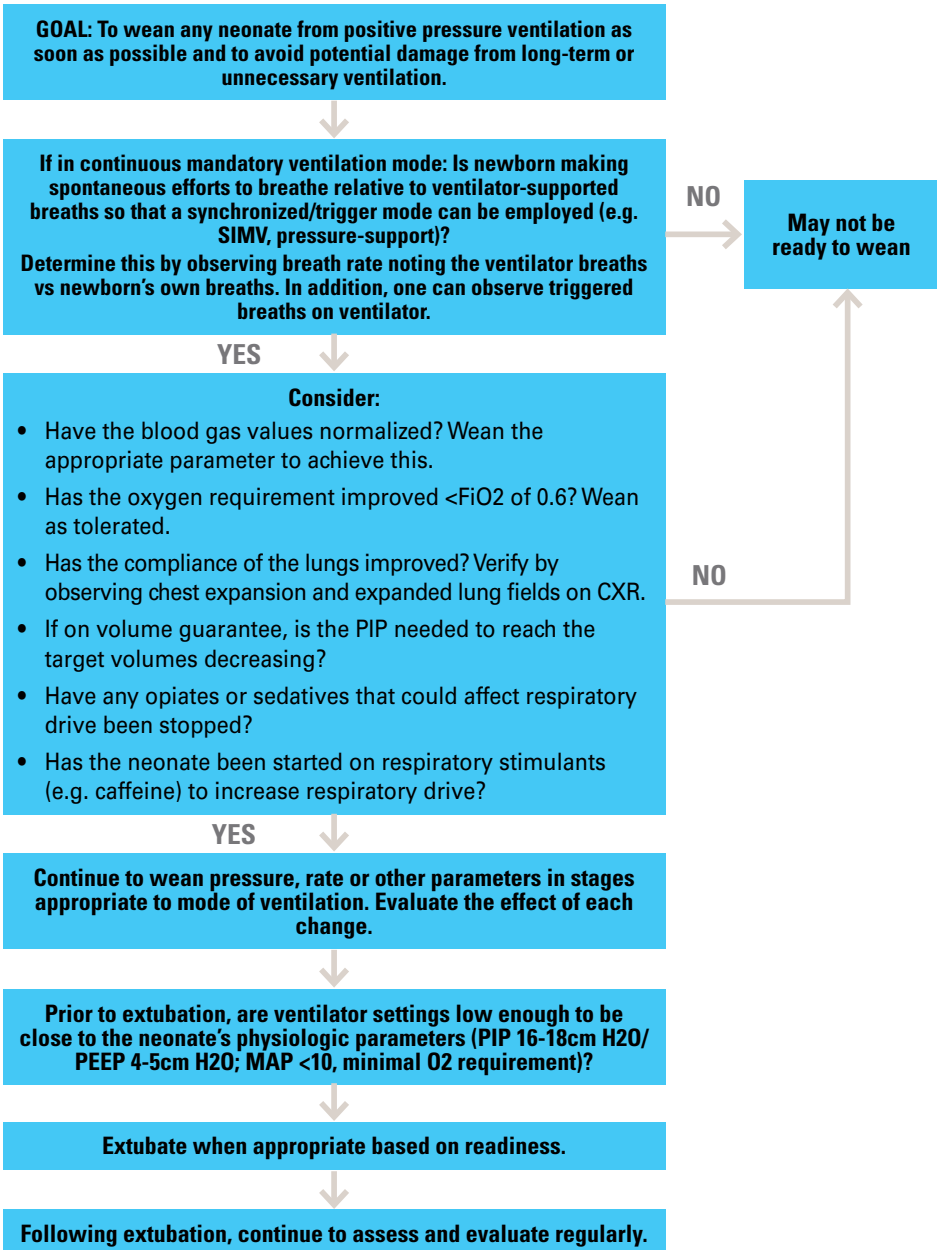 GOAL: To wean any neonate from positive pressure ventilation as
soon as possible and to avoid potential damage from long-term or
unnecessary ventilation.
If in continuous mandatory ventilation mode: Is newborn making
spontaneous efforts to breathe relative to ventilator-supported
breaths so that a synchronized/trigger mode can be employed (e.g.
SIMV, pressure-support)?
Determine this by observing breath rate noting the ventilator breaths
vs newborn's own breaths. In addition, one can observe triggered
breaths on ventilator.
NO
May not be
ready to wean
YES
Consider:
• Have the blood gas values normalized? Wean the
appropriate parameter to achieve this.
• Has the oxygen requirement improved <FiO2 of 0.6? Wean
as tolerated.
• Has the compliance of the lungs improved? Verify by
observing chest expansion and expanded lung fields on CXR.
• If on volume guarantee, is the PIP needed to reach the
target volumes decreasing?
• Have any opiates or sedatives that could affect respiratory
drive been stopped?
• Has the neonate been started on respiratory stimulants
(e.g. caffeine) to increase respiratory drive?
NO
YES
Continue to wean pressure, rate or other parameters in stages
appropriate to mode of ventilation. Evaluate the effect of each
change.
Prior to extubation, are ventilator settings low enough to be
close to the neonate's physiologic parameters (PIP 16-18cm H2O/
PEEP 4-5cm H2O; MAP <10, minimal O2 requirement)?
Extubate when appropriate based on readiness.
Following extubation, continue to assess and evaluate regularly.